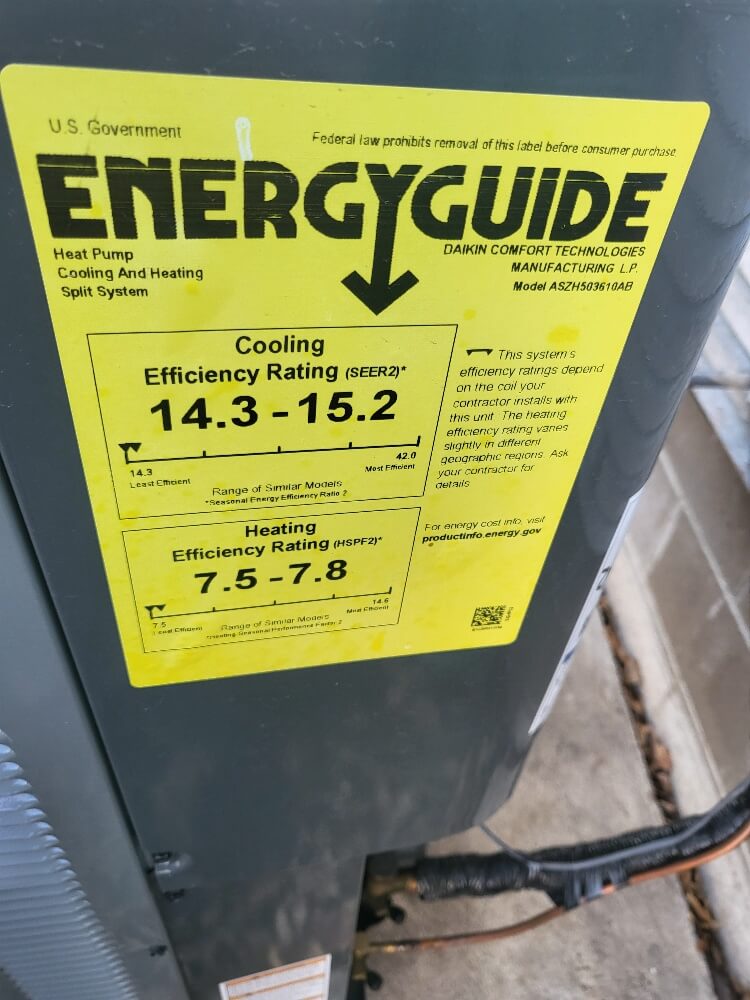 U.S. Government
Federal law prohibits removal of this label before consumer purchase
ENERGYGUIDE
Heat Pump
Cooling And Heating
Split System
DAIKIN COMFORT TECHNOLOGIES
MANUFACTURING L.P.
Model ASZH503610AB
Cooling
Efficiency Rating (SEER2)*
14.3 - 15.2
14.3
42.0
Least Efficient
Most Efficient
Range of Similar Models
*Seasonal Energy Efficiency Ratio 2
This system's
efficiency ratings depend
on the coil your
contractor installs with
this unit. The heating
efficiency rating varies
slightly in different
geographic regions. Ask
your contractor for
details
Heating
Efficiency Rating (HSPF2)*
7.5 - 7.8
7.5
14.6
Least Efficient
Most Efficient
Range of Similar Models
*Heating Seasonal Performance Factor 2
For energy cost info, visit
productinfo.energy.gov